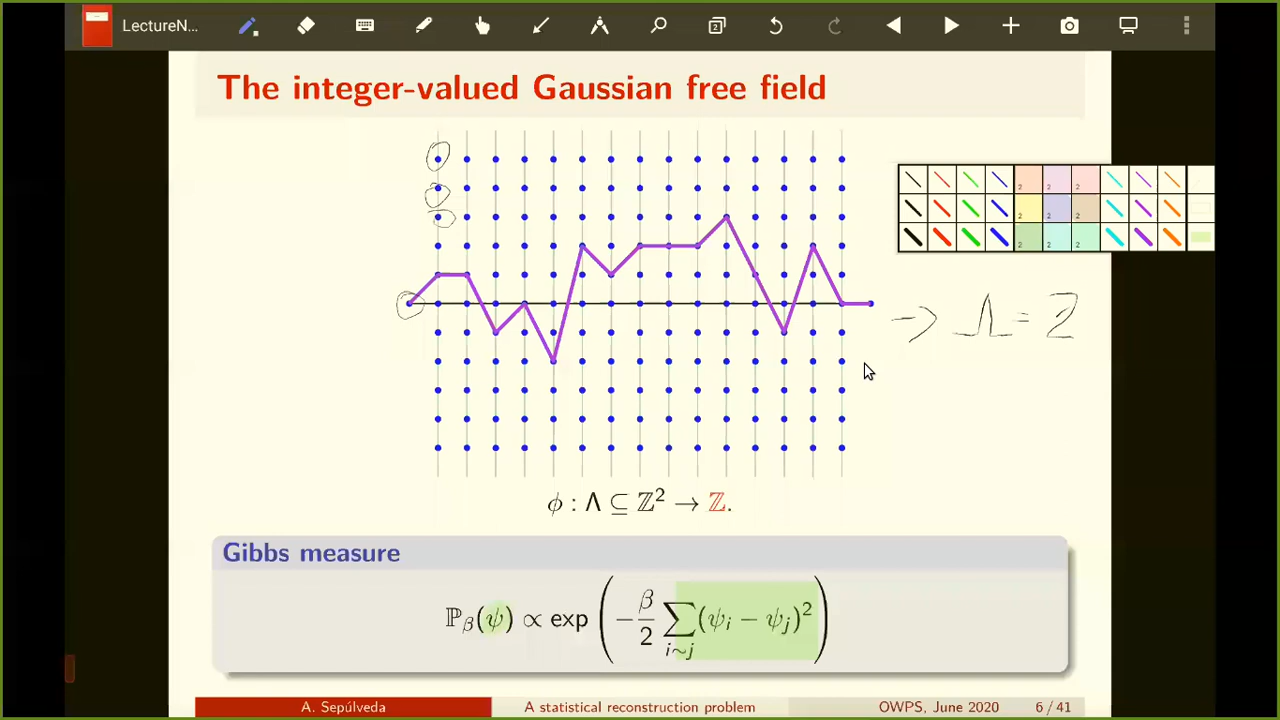 LectureN...
The integer-valued Gaussian free field
→ Λ = Z
ϕ : Λ ⊆ ℤ² → ℤ.
Gibbs measure
ℙ_β(ψ) ∝ exp ( −β/2 ∑_{i∼j} (ψ_i − ψ_j)² )
A. Sepúlveda
A statistical reconstruction problem
OWPS, June 2020
6 / 41